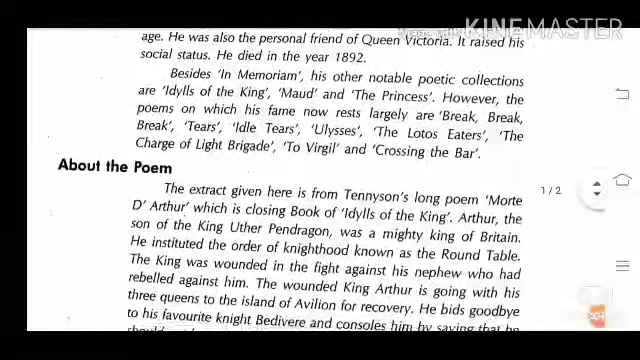 Made with
KINEMASTER
age. He was also the personal friend of Queen Victoria. It raised his
social status. He died in the year 1892.
Besides 'In Memoriam', his other notable poetic collections
are 'Idylls of the King', 'Maud' and 'The Princess'. However, the
poems on which his fame now rests largely are 'Break, Break,
Break', 'Tears', 'Idle Tears', 'Ulysses', 'The Lotos Eaters', 'The
Charge of Light Brigade', 'To Virgil' and 'Crossing the Bar'.
About the Poem
The extract given here is from Tennyson's long poem 'Morte
D' Arthur' which is closing Book of 'Idylls of the King'. Arthur, the
son of the King Uther Pendragon, was a mighty king of Britain.
He instituted the order of knighthood known as the Round Table.
The King was wounded in the fight against his nephew who had
rebelled against him. The wounded King Arthur is going with his
three queens to the island of Avilion for recovery. He bids goodbye
to his favourite knight Bedivere and consoles him by saying that he
1/2